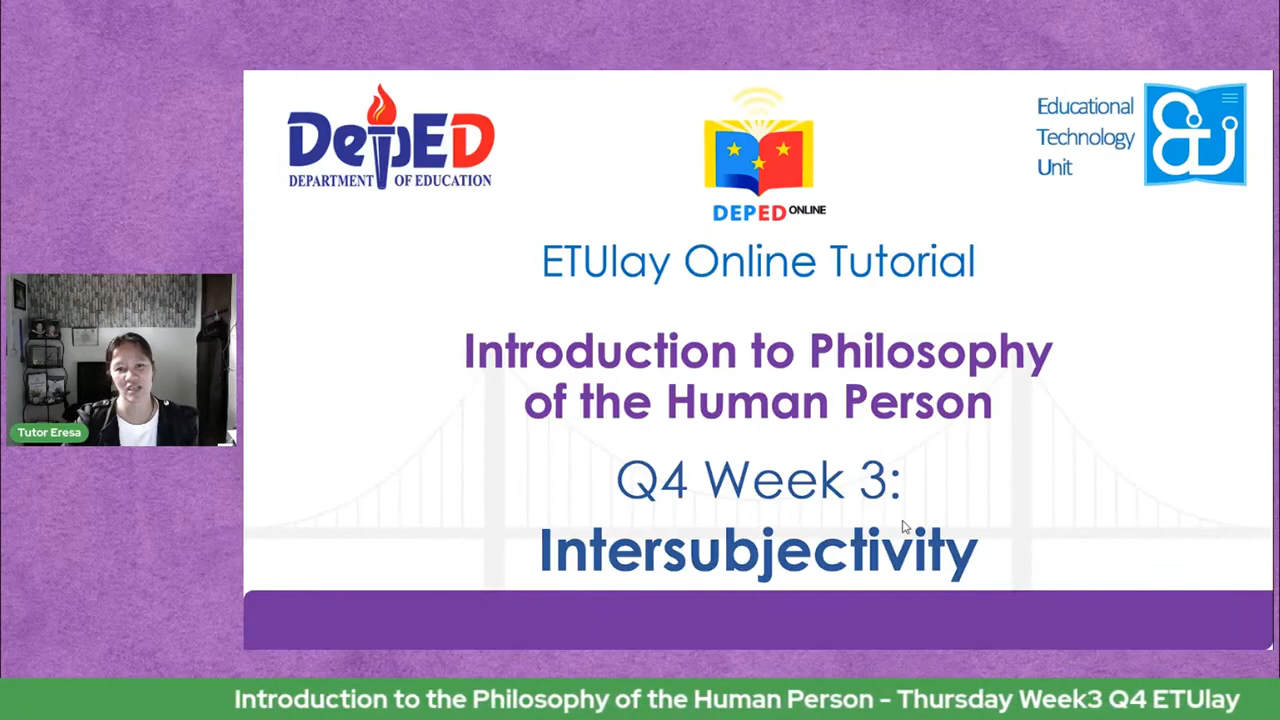 DepED
DEPARTMENT OF EDUCATION
DEPED ONLINE
Educational
Technology
Unit
ETUlay Online Tutorial
Introduction to Philosophy
of the Human Person
Q4 Week 3:
Intersubjectivity
Tutor Eresa
Introduction to the Philosophy of the Human Person - Thursday Week3 Q4 ETUlay